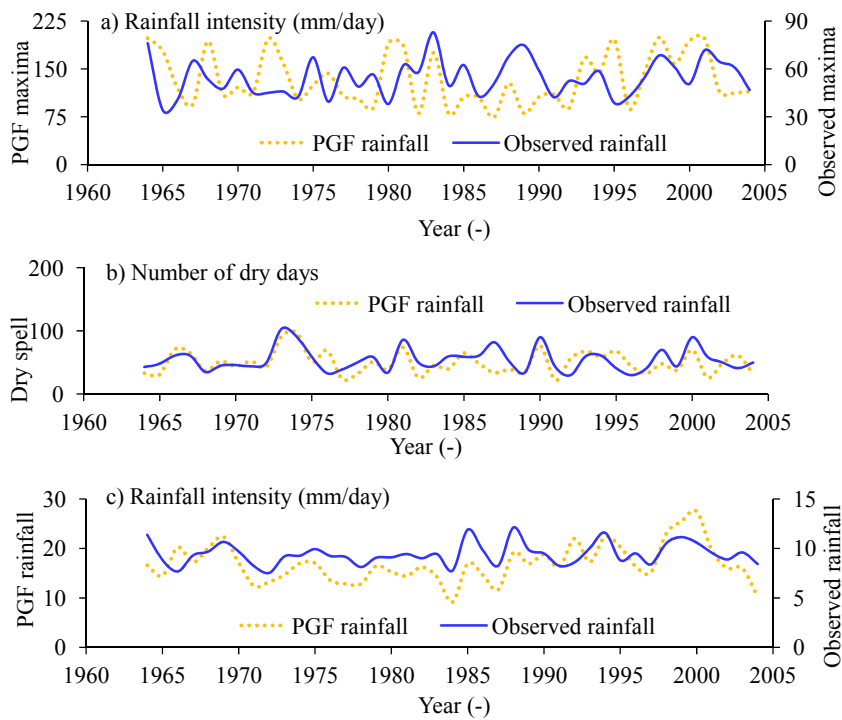 a) Rainfall intensity (mm/day)
225
150
75
0
PGF maxima
90
60
30
0
Observed maxima
PGF rainfall
Observed rainfall
1960 1965 1970 1975 1980 1985 1990 1995 2000 2005
Year (-)
b) Number of dry days
200
100
0
Dry spell
PGF rainfall
Observed rainfall
1960 1965 1970 1975 1980 1985 1990 1995 2000 2005
Year (-)
c) Rainfall intensity (mm/day)
30
20
10
0
PGF rainfall
15
10
5
0
Observed rainfall
PGF rainfall
Observed rainfall
1960 1965 1970 1975 1980 1985 1990 1995 2000 2005
Year (-)